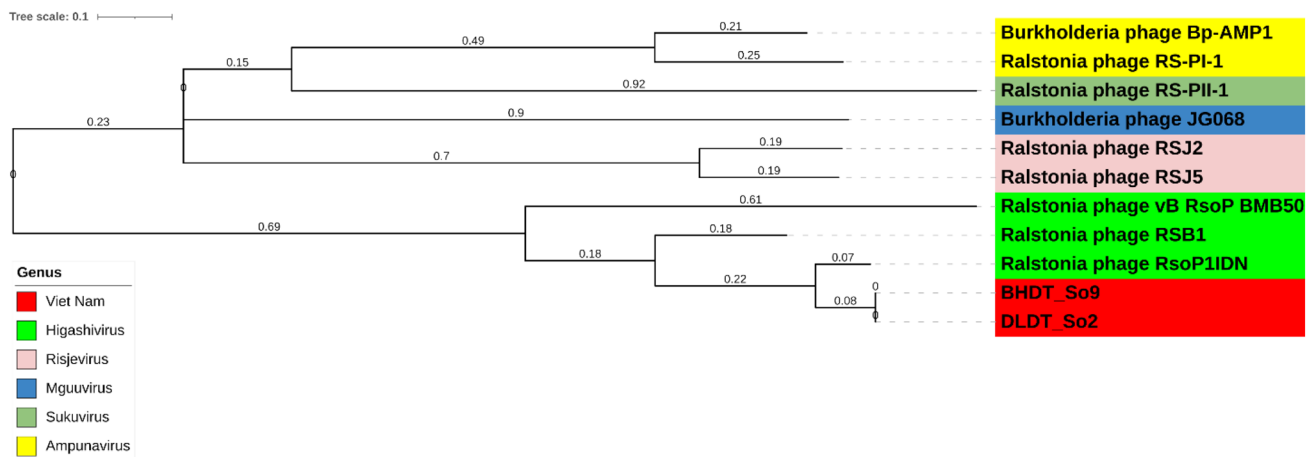 Tree scale: 0.1
0.21
Burkholderia phage Bp-AMP1
0.49
0.25
Ralstonia phage RS-PI-1
0.15
0
0.92
Ralstonia phage RS-PII-1
0.23
0.9
Burkholderia phage JG068
0.19
Ralstonia phage RSJ2
0.7
0
0.19
Ralstonia phage RSJ5
0.61
Ralstonia phage vB RsoP BMB50
0.69
0.18
Ralstonia phage RSB1
0.18
0.07
Ralstonia phage RsoP1IDN
0.22
0
BHDT_So9
0.08
0
DLDT_So2
Genus
Viet Nam
Higashivirus
Risjevirus
Mguuvirus
Sukuvirus
Ampunavirus